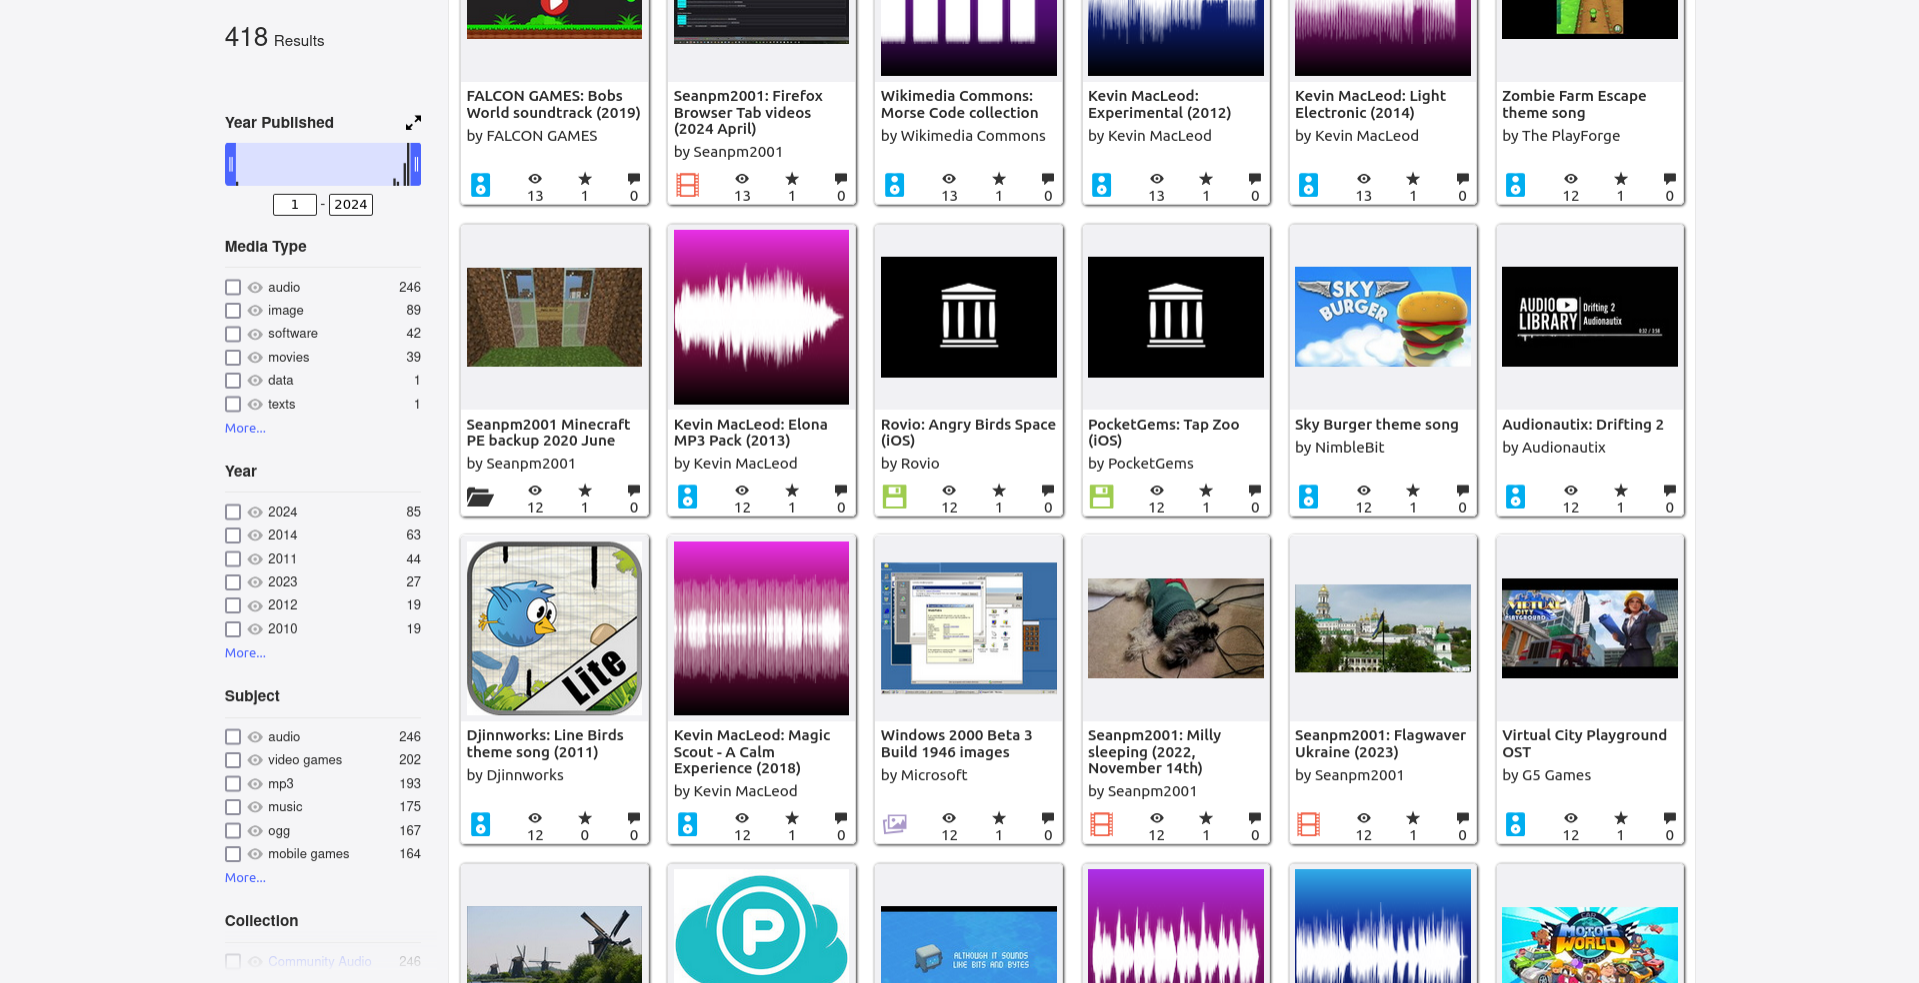 418 Results
Year Published
1 - 2024
Media Type
audio 246
image 89
software 42
movies 39
data 1
texts 1
More...
Year
2024 85
2014 63
2011 44
2023 27
2012 19
2010 19
More...
Subject
audio 246
video games 202
mp3 193
music 175
ogg 167
mobile games 164
More...
Collection
Community Audio 246
FALCON GAMES: Bobs
World soundtrack (2019)
by FALCON GAMES
13 1 0
Seanpm2001: Firefox
Browser Tab videos
(2024 April)
by Seanpm2001
13 1 0
Wikimedia Commons:
Morse Code collection
by Wikimedia Commons
13 1 0
Kevin MacLeod:
Experimental (2012)
by Kevin MacLeod
13 1 0
Kevin MacLeod: Light
Electronic (2014)
by Kevin MacLeod
13 1 0
Zombie Farm Escape
theme song
by The PlayForge
12 1 0
Seanpm2001 Minecraft
PE backup 2020 June
by Seanpm2001
12 1 0
Kevin MacLeod: Elona
MP3 Pack (2013)
by Kevin MacLeod
12 1 0
Rovio: Angry Birds Space
(iOS)
by Rovio
12 1 0
PocketGems: Tap Zoo
(iOS)
by PocketGems
12 1 0
SKY
BURGER
Sky Burger theme song
by NimbleBit
12 1 0
AUDIO
LIBRARY
Drifting 2
Audionautix
Audionautix: Drifting 2
by Audionautix
12 1 0
Lite
Djinnworks: Line Birds
theme song (2011)
by Djinnworks
12 0 0
Kevin MacLeod: Magic
Scout - A Calm
Experience (2018)
by Kevin MacLeod
12 1 0
Windows 2000 Beta 3
Build 1946 images
by Microsoft
12 1 0
Seanpm2001: Milly
sleeping (2022,
November 14th)
by Seanpm2001
12 1 0
Seanpm2001: Flagwaver
Ukraine (2023)
by Seanpm2001
12 1 0
VIRTUAL
CITY
PLAYGROUND
Virtual City Playground
OST
by G5 Games
12 1 0
P
ALTHOUGH IT SOUNDS
LIKE BITS AND BYTES
CAR
MOTOR
WORLD
FACTORY